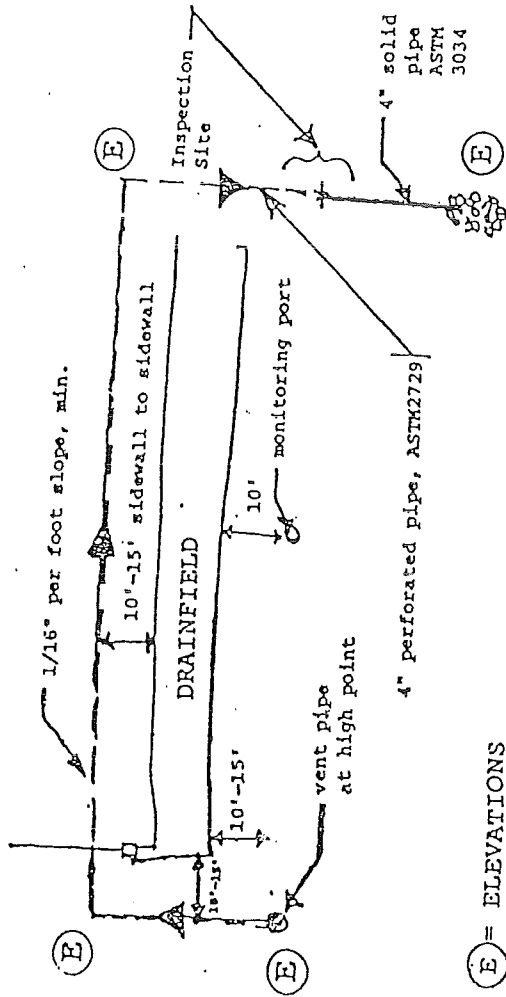 E
E
Inspection
Site
1/16" per foot slope, min.
10'-15' sidewall to sidewall
DRAINFIELD
10'
monitoring port
10'-15'
10'-15'
vent pipe
at high point
4" solid
pipe
ASTM
3034
E
E
4" perforated pipe, ASTM2729
E = ELEVATIONS